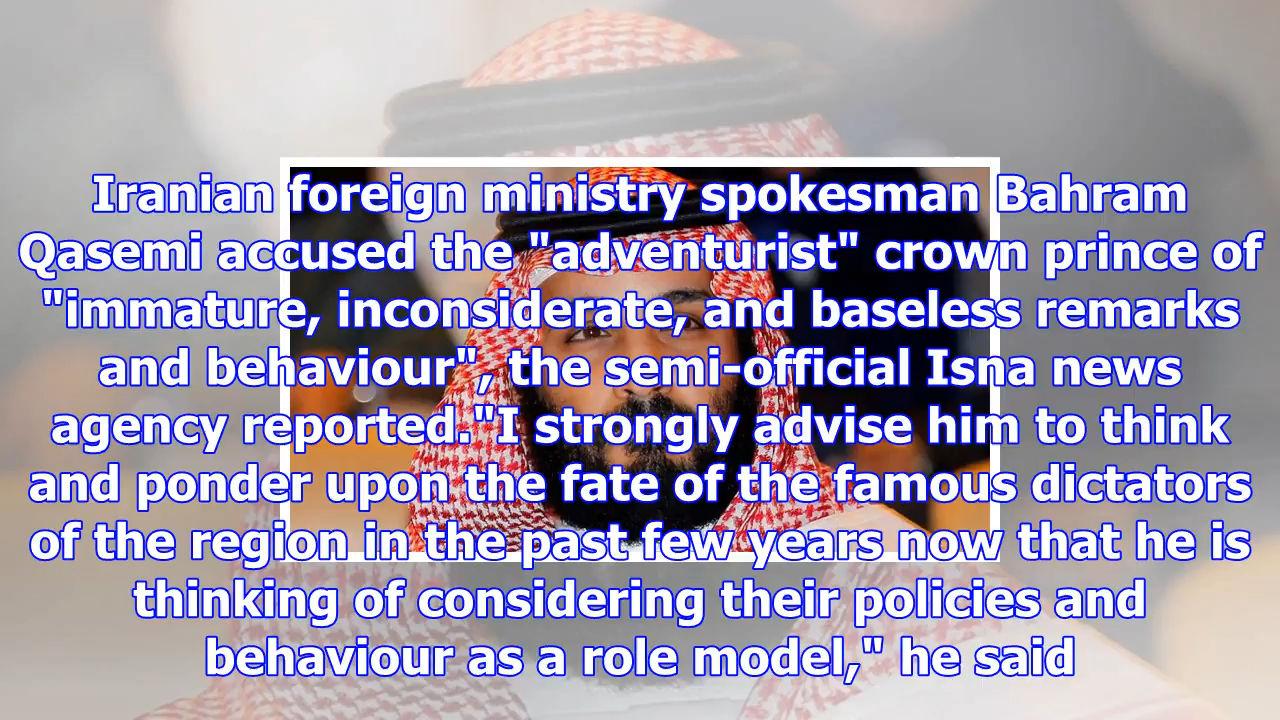 Iranian foreign ministry spokesman Bahram
Qasemi accused the "adventurist" crown prince of
"immature, inconsiderate, and baseless remarks
and behaviour", the semi-official Isna news
agency reported."I strongly advise him to think
and ponder upon the fate of the famous dictators
of the region in the past few years now that he is
thinking of considering their policies and
behaviour as a role model," he said